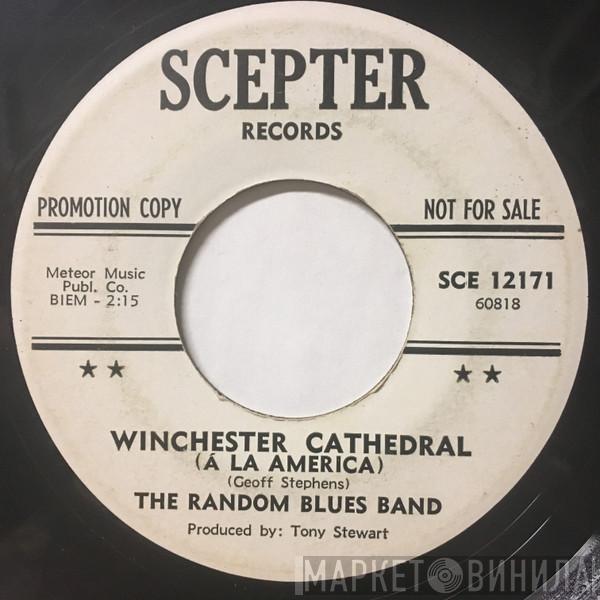 SCEPTER
RECORDS
PROMOTION COPY
NOT FOR SALE
Meteor Music
Publ. Co.
BIEM - 2:15
SCE 12171
60818
★ ★
★ ★
WINCHESTER CATHEDRAL
(Á LA AMERICA)
(Geoff Stephens)
THE RANDOM BLUES BAND
Produced by: Tony Stewart
МАРКЕТ ВИНИЛА